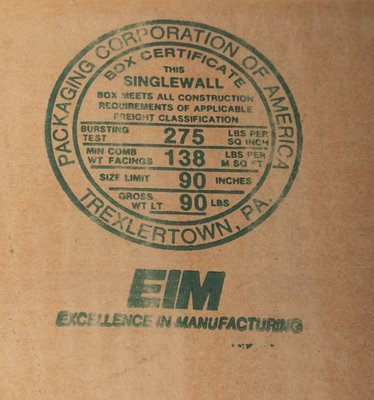 PACKAGING CORPORATION OF AMERICA
BOX CERTIFICATE
THIS
SINGLEWALL
BOX MEETS ALL CONSTRUCTION
REQUIREMENTS OF APPLICABLE
FREIGHT CLASSIFICATION
BURSTING TEST 275 LBS PER SQ INCH
MIN COMB WT FACINGS 138 LBS PER M SQ FT
SIZE LIMIT 90 INCHES
GROSS WT LT 90 LBS
TREXLERTOWN, PA.
EIM
EXCELLENCE IN MANUFACTURING